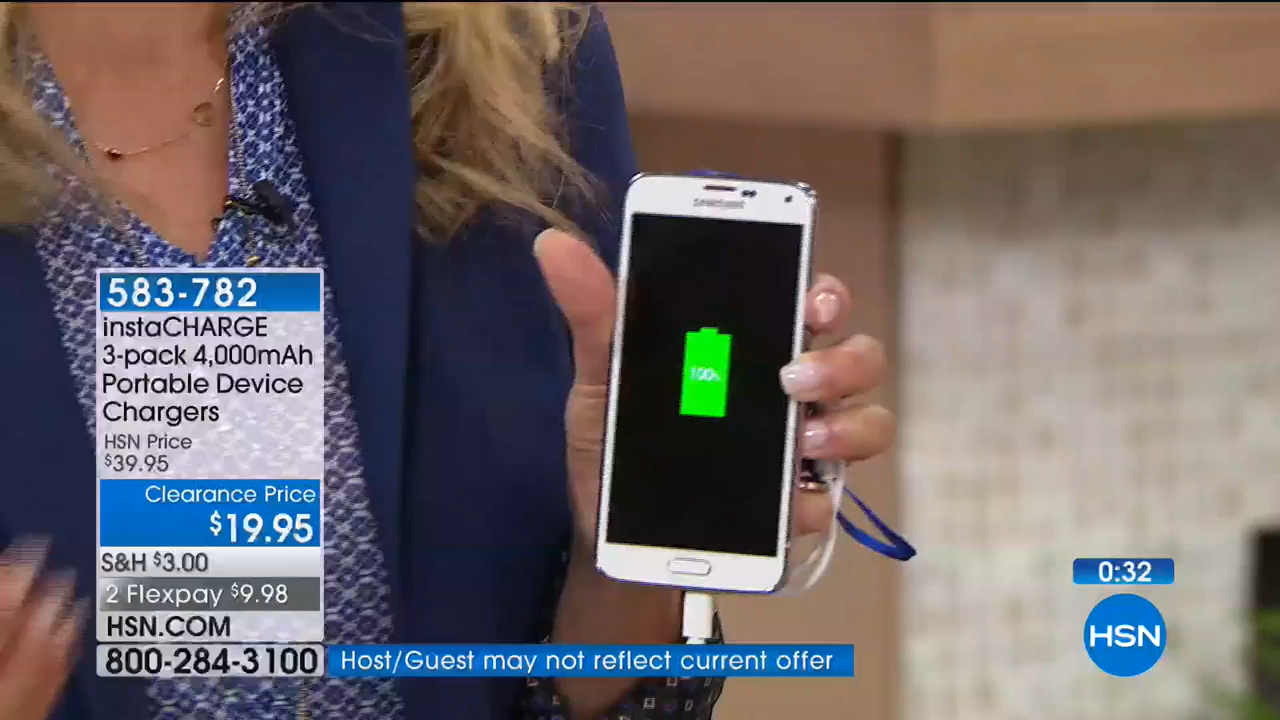 SAMSUNG
100%
583-782
instaCHARGE
3-pack 4,000mAh
Portable Device
Chargers
HSN Price
$39.95
Clearance Price
$19.95
S&H $3.00
2 Flexpay $9.98
HSN.COM
800-284-3100
Host/Guest may not reflect current offer
0:32
HSN